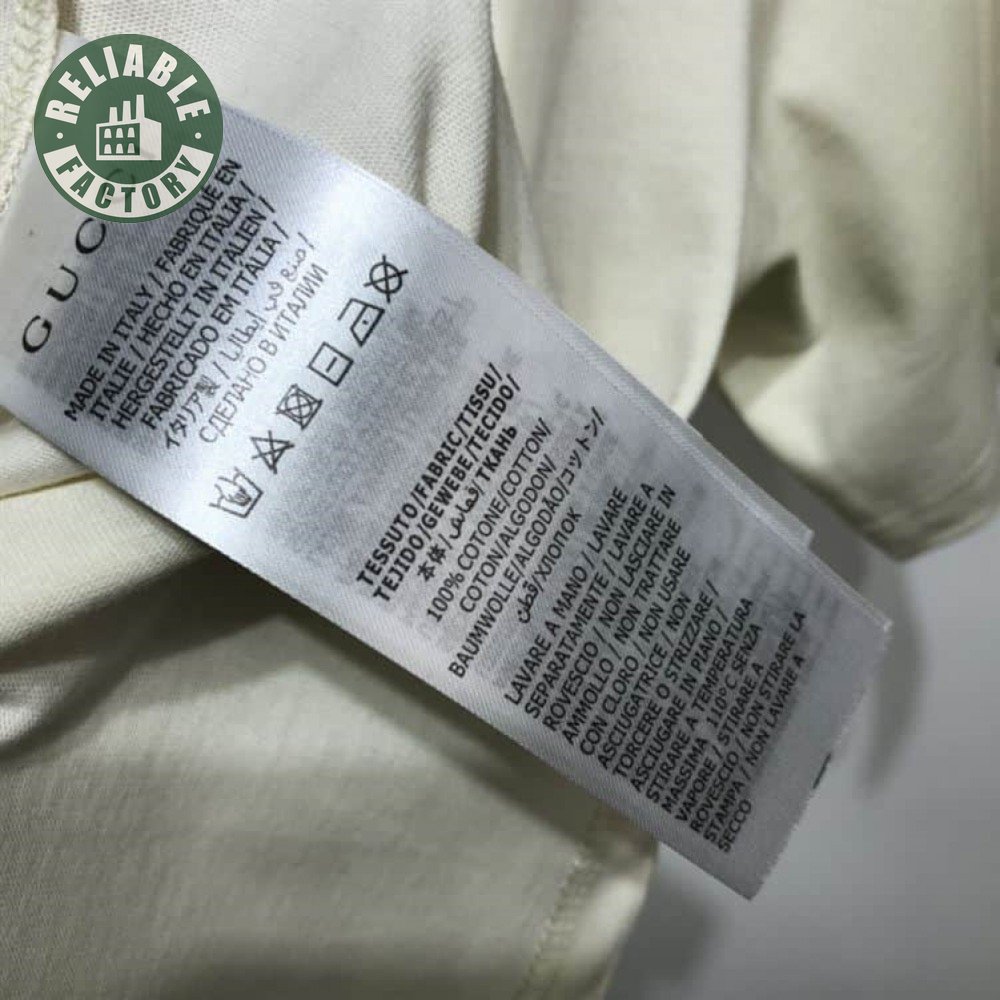 RELIABLE
FACTORY
GUC
MADE IN ITALY / FABRIQUÉ EN
ITALIE / HECHO EN ITALIA /
HERGESTELLT IN ITALIEN /
FABRICADO EM ITÁLIA /
イタリア製 / صنع في إيطاليا /
СДЕЛАНО В ИТАЛИИ
TESSUTO/FABRIC/TISSU/
TEJIDO/GEWEBE/TECIDO/
本体/قماش/ТКАНЬ
100% COTONE/COTTON/
COTON/ALGODON/
BAUMWOLLE/ALGODÃO/コットン/
قطن/ХЛОПОК
LAVARE A MANO / LAVARE
SEPARATAMENTE / LAVARE A
ROVESCIO / NON LASCIARE IN
AMMOLLO / NON TRATTARE
CON CLORO / NON USARE
ASCIUGATRICE / NON
TORCERE O STRIZZARE /
ASCIUGARE IN PIANO /
STIRARE A TEMPERATURA
MASSIMA 110° C SENZA
VAPORE / STIRARE A
ROVESCIO / NON STIRARE LA
STAMPA / NON LAVARE A
SECCO